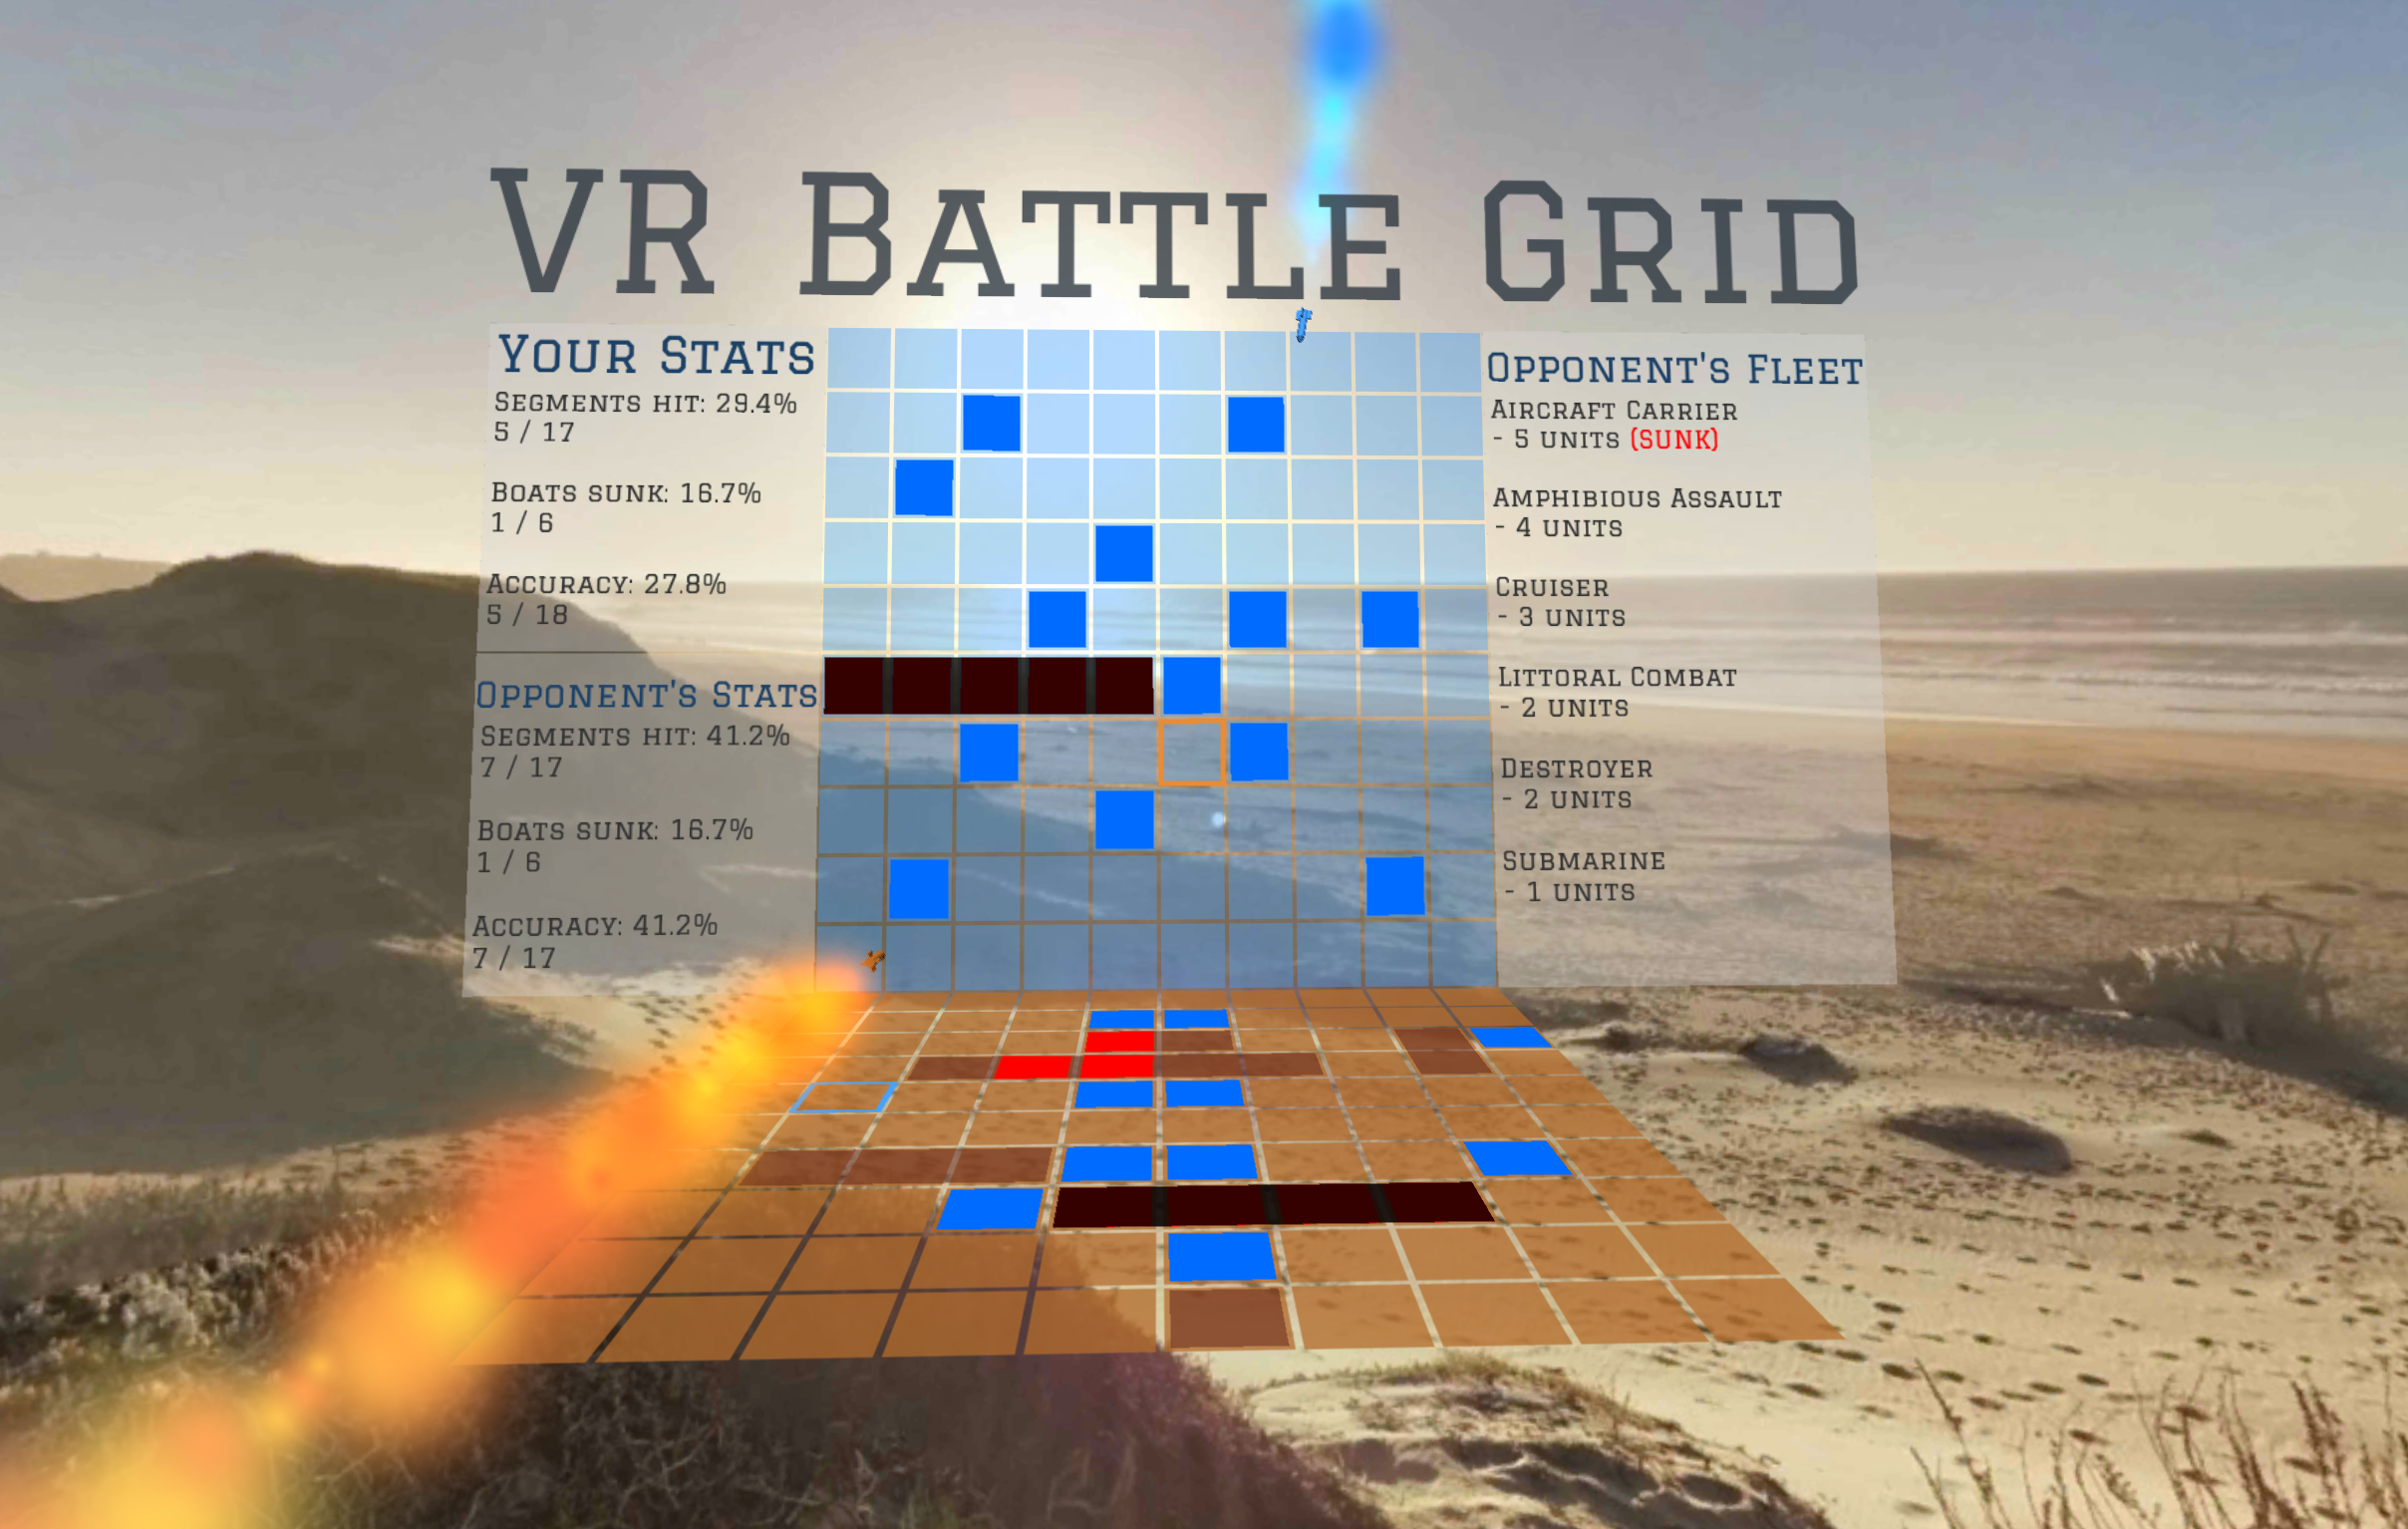 VR Battle Grid
Your Stats
Segments hit: 29.4%
5 / 17
Boats sunk: 16.7%
1 / 6
Accuracy: 27.8%
5 / 18
Opponent's Stats
Segments hit: 41.2%
7 / 17
Boats sunk: 16.7%
1 / 6
Accuracy: 41.2%
7 / 17
Opponent's Fleet
Aircraft Carrier
- 5 units (SUNK)
Amphibious Assault
- 4 units
Cruiser
- 3 units
Littoral Combat
- 2 units
Destroyer
- 2 units
Submarine
- 1 units